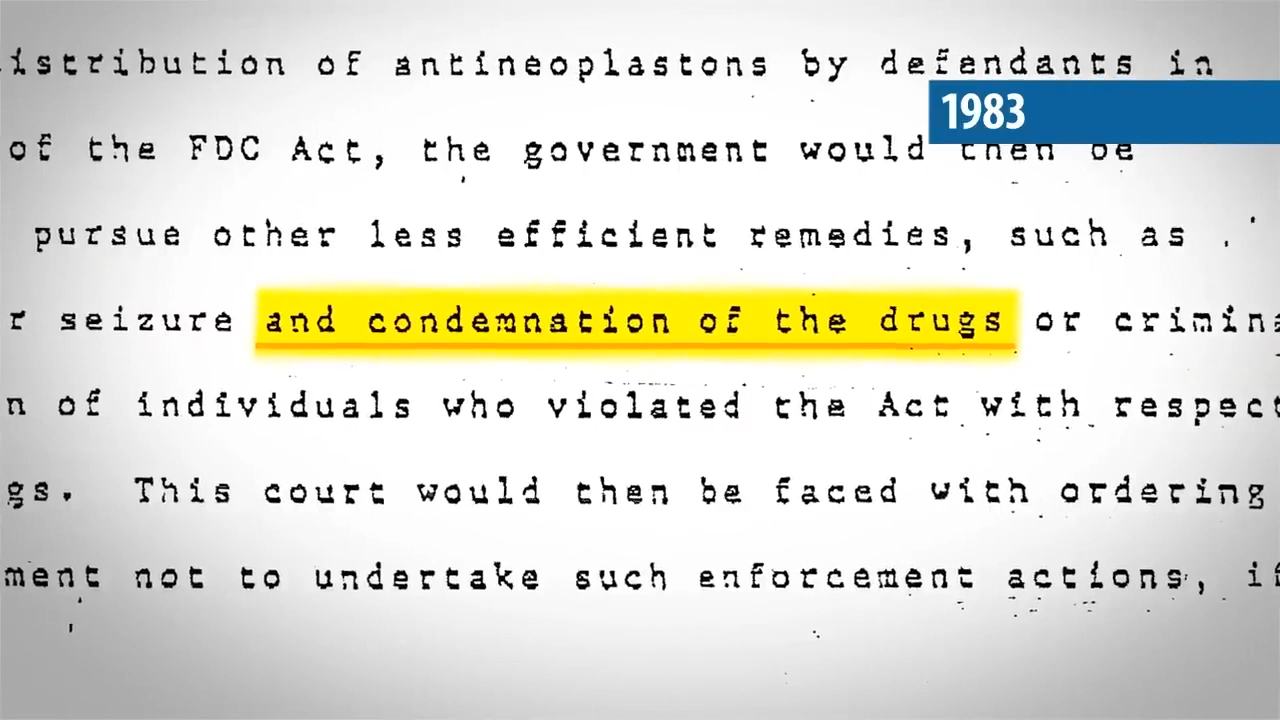 istribution of antineoplastons by defendants in
1983
of the FDC Act, the government would then be
pursue other less efficient remedies, such as
r seizure and condemnation of the drugs or crimina
n of individuals who violated the Act with respect
gs. This court would then be faced with ordering
ment not to undertake such enforcement actions, if